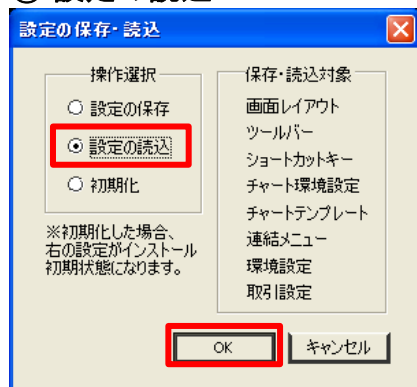 設定の保存・読込
操作選択
設定の保存
設定の読込
初期化
※初期化した場合、
右の設定がインストール
初期状態になります。
保存・読込対象
画面レイアウト
ツールバー
ショートカットキー
チャート環境設定
チャートテンプレート
連結メニュー
環境設定
取引設定
OK
キャンセル